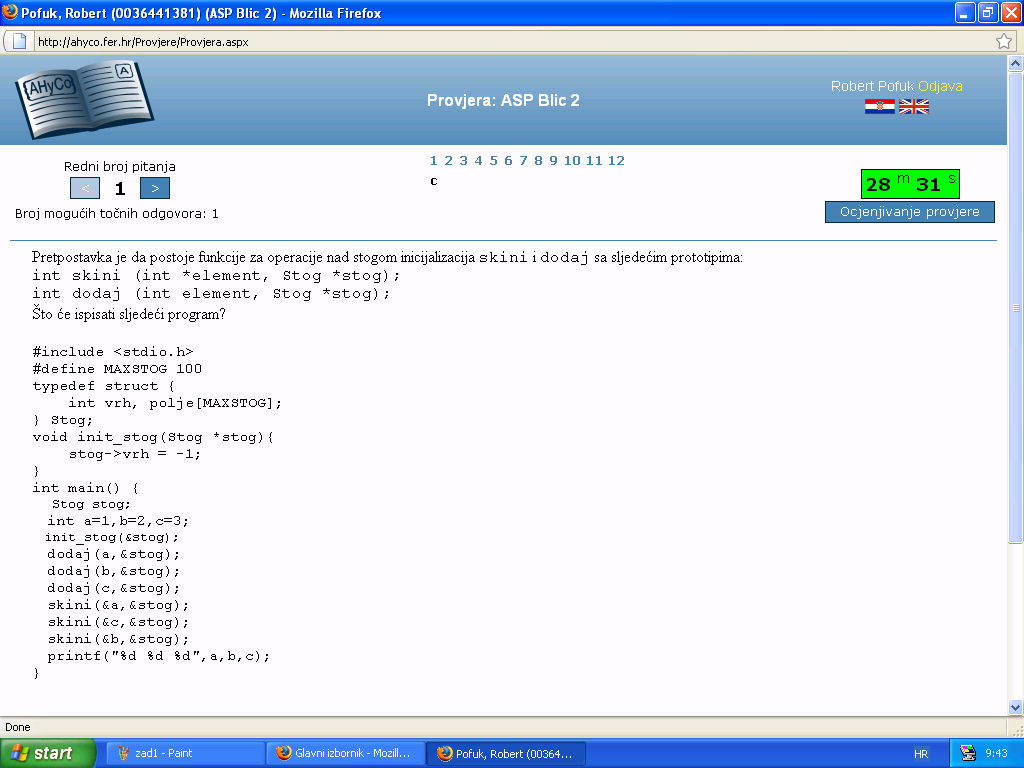 Pofuk, Robert (0036441381) (ASP Blic 2) - Mozilla Firefox
http://ahyco.fer.hr/Provjere/Provjera.aspx
{AHyCo}
A
Provjera: ASP Blic 2
Robert Pofuk Odjava
Redni broj pitanja
< 1 >
Broj mogućih točnih odgovora: 1
1 2 3 4 5 6 7 8 9 10 11 12
c
28 m 31 s
Ocjenjivanje provjere
Pretpostavka je da postoje funkcije za operacije nad stogom inicijalizacija skini i dodaj sa sljedećim prototipima:
int skini (int *element, Stog *stog);
int dodaj (int element, Stog *stog);
Što će ispisati sljedeći program?
#include <stdio.h>
#define MAXSTOG 100
typedef struct {
int vrh, polje[MAXSTOG];
} Stog;
void init_stog(Stog *stog){
stog->vrh = -1;
}
int main() {
Stog stog;
int a=1,b=2,c=3;
init_stog(&stog);
dodaj(a,&stog);
dodaj(b,&stog);
dodaj(c,&stog);
skini(&a,&stog);
skini(&c,&stog);
skini(&b,&stog);
printf("%d %d %d",a,b,c);
}
Done
start
zad1 - Paint
Glavni izbornik - Mozill...
Pofuk, Robert (00364...
HR
9:43